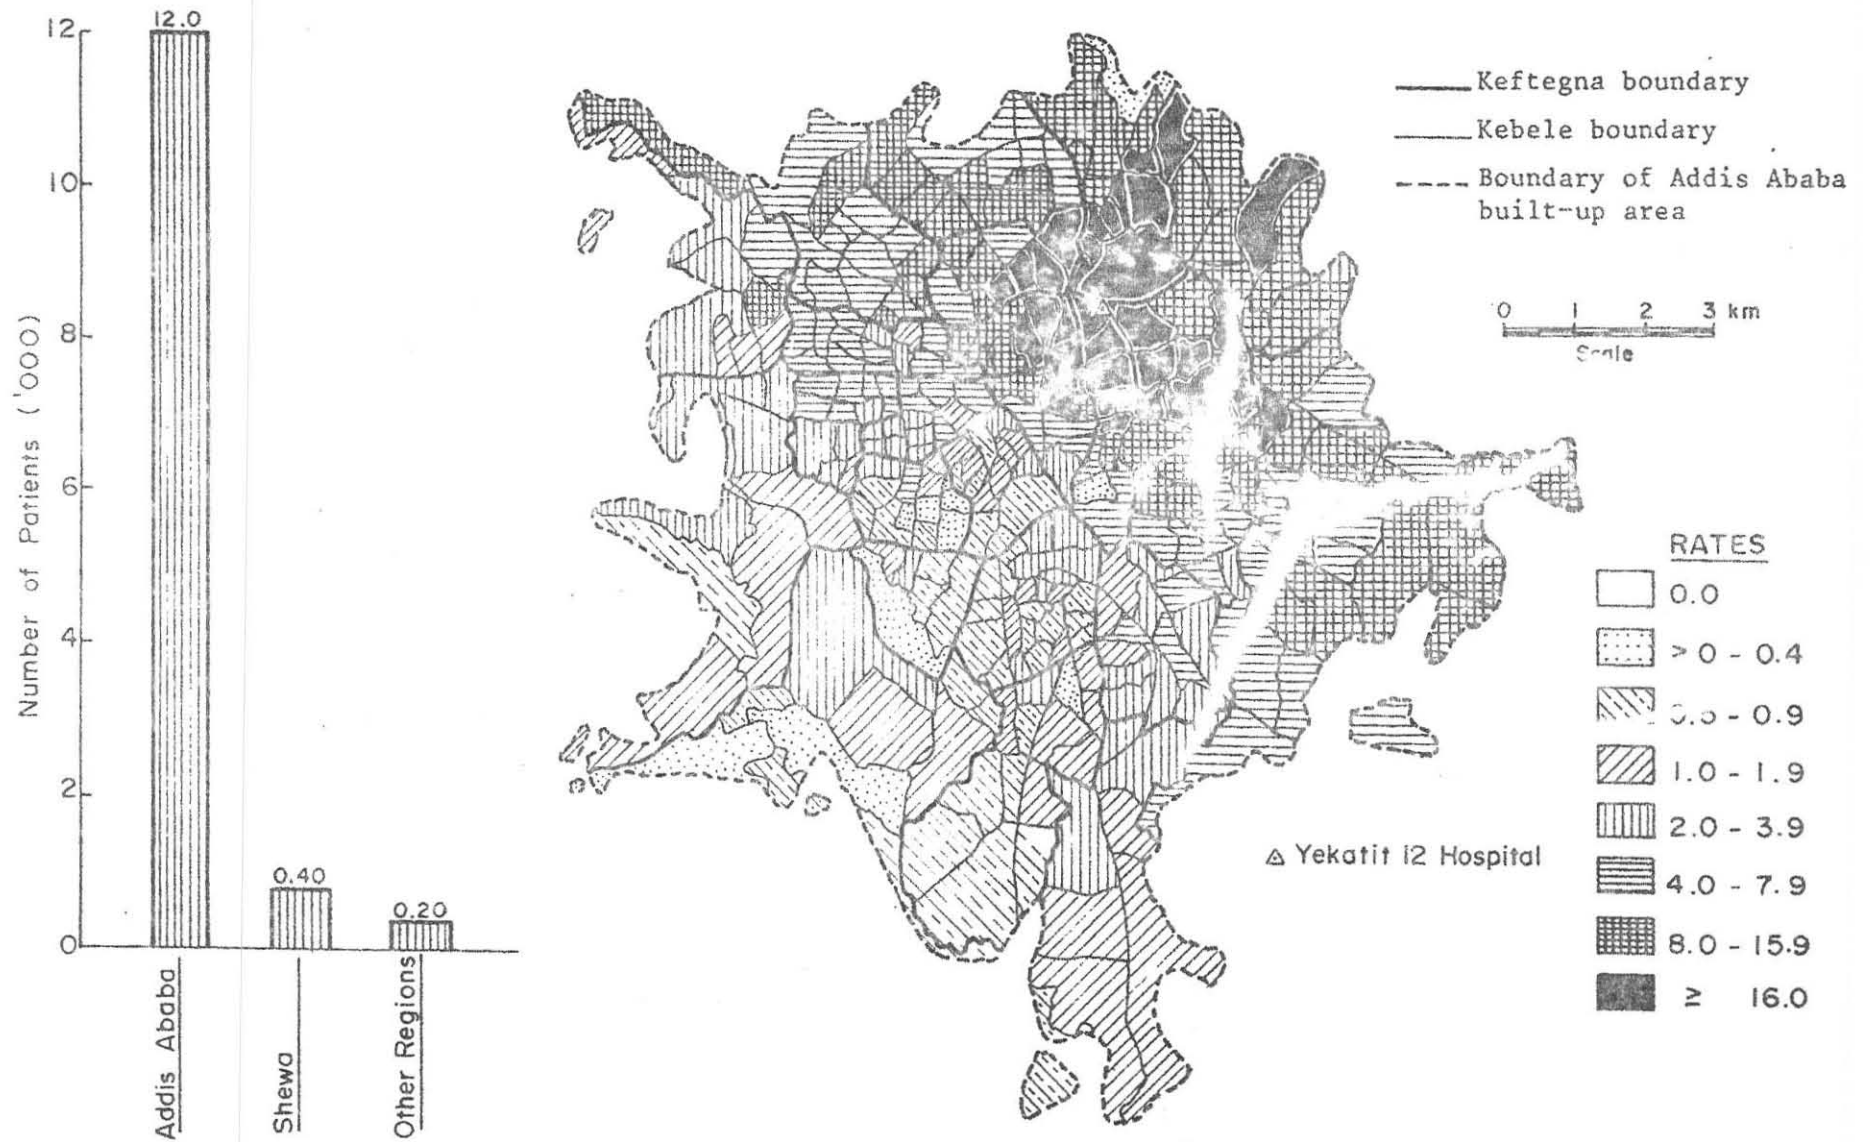 12
10
8
6
4
2
0
Number of Patients ('000)
12.0
0.40
0.20
Addis Ababa
Shewa
Other Regions
Keftegna boundary
Kebele boundary
Boundary of Addis Ababa
built-up area
0 1 2 3 km
Scale
RATES
0.0
> 0 - 0.4
- 0.9
1.0 - 1.9
2.0 - 3.9
4.0 - 7.9
8.0 - 15.9
≥ 16.0
Yekatit 12 Hospital